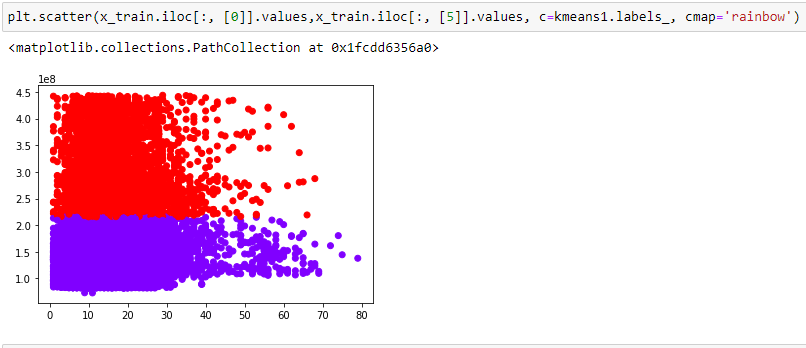 plt.scatter(x_train.iloc[:, [0]].values,x_train.iloc[:, [5]].values, c=kmeans1.labels_, cmap='rainbow')
<matplotlib.collections.PathCollection at 0x1fcdd6356a0>
1e8
4.5
4.0
3.5
3.0
2.5
2.0
1.5
1.0
0 10 20 30 40 50 60 70 80